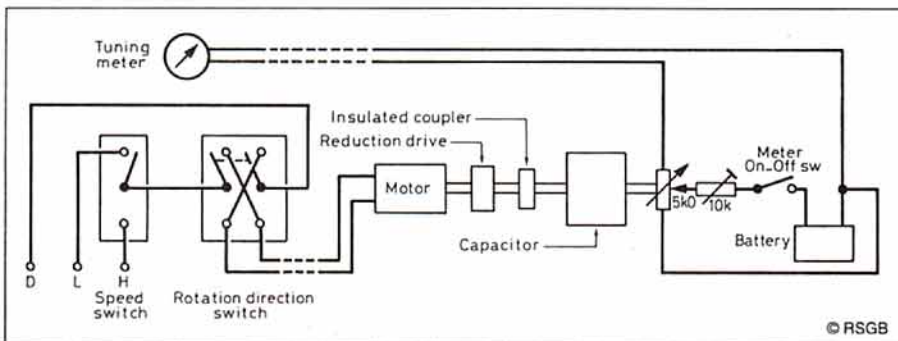 Tuning
meter
Insulated coupler
Reduction drive
Meter
On_Off sw
Motor
5k0
10k
Capacitor
Battery
D
L
H
Speed
switch
Rotation direction
switch
© RSGB